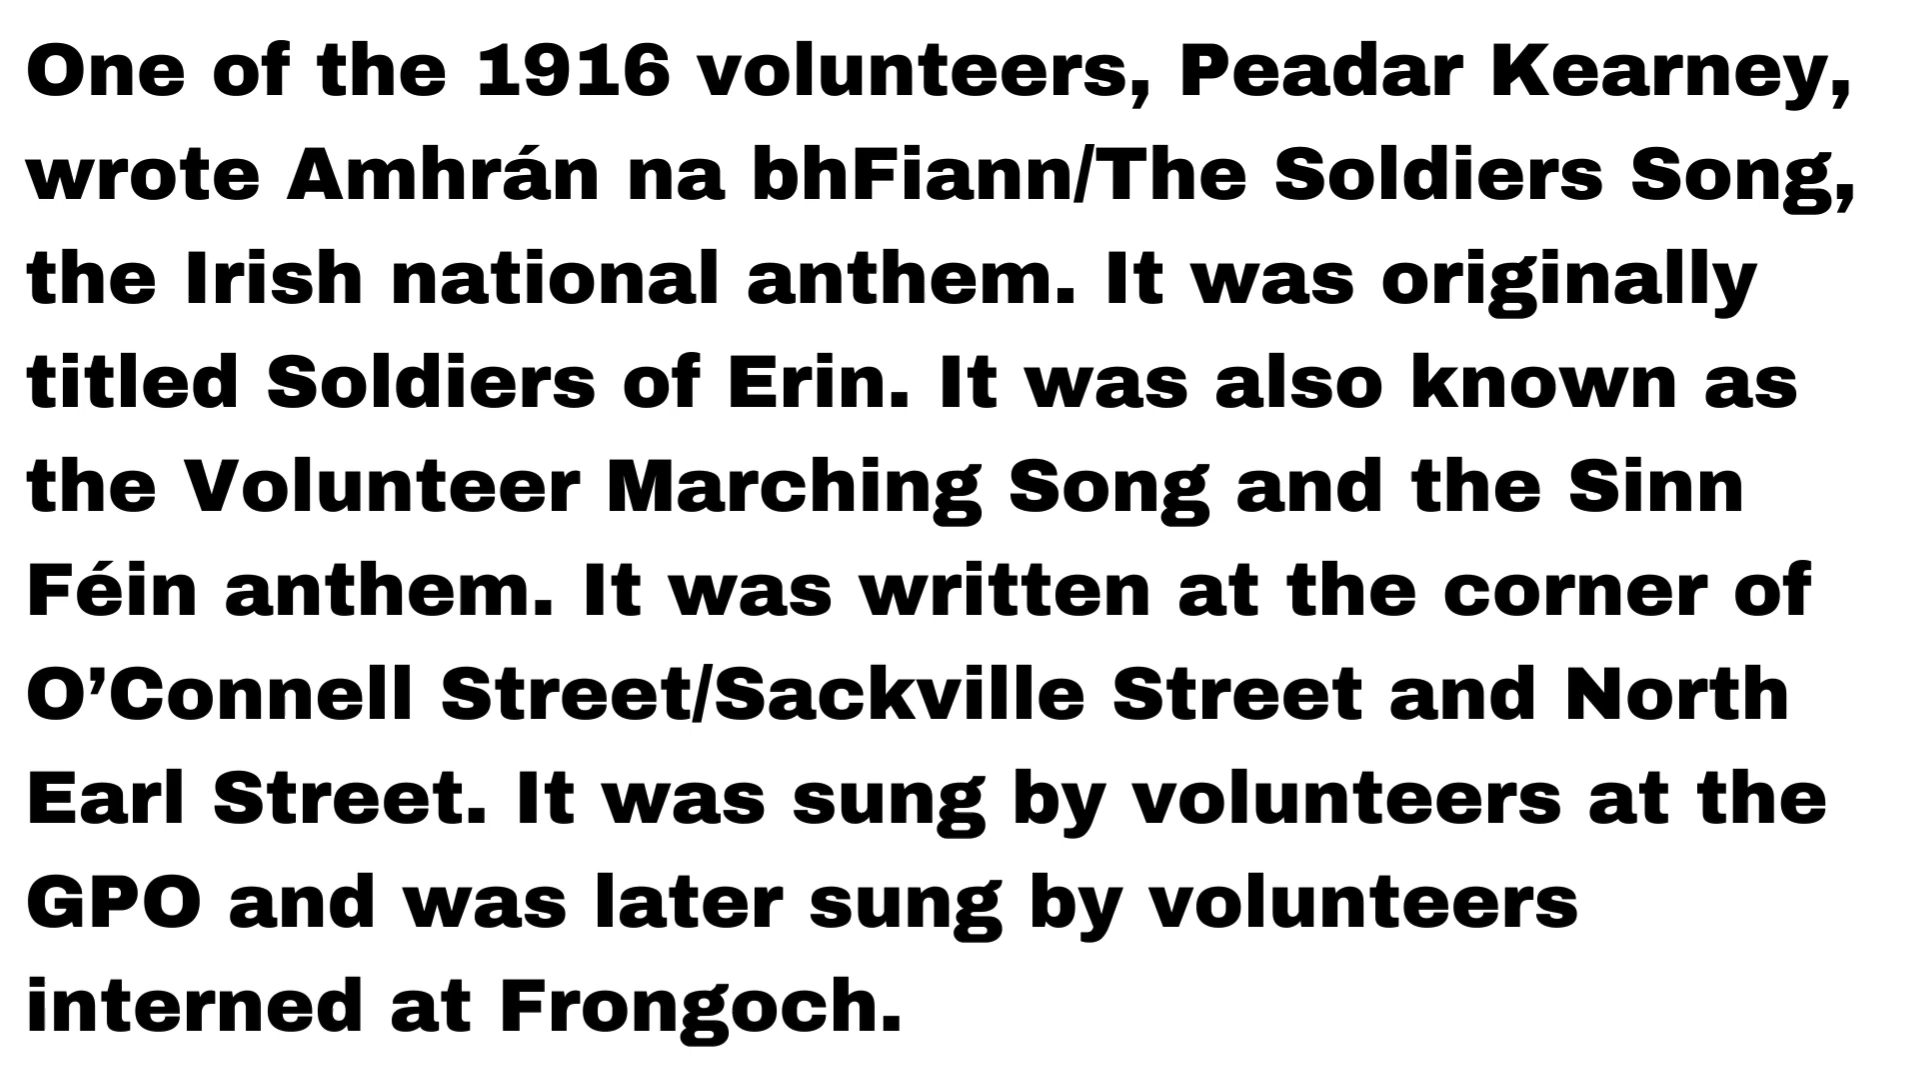 One of the 1916 volunteers, Peadar Kearney,
wrote Amhrán na bhFiann/The Soldiers Song,
the Irish national anthem. It was originally
titled Soldiers of Erin. It was also known as
the Volunteer Marching Song and the Sinn
Féin anthem. It was written at the corner of
O’Connell Street/Sackville Street and North
Earl Street. It was sung by volunteers at the
GPO and was later sung by volunteers
interned at Frongoch.